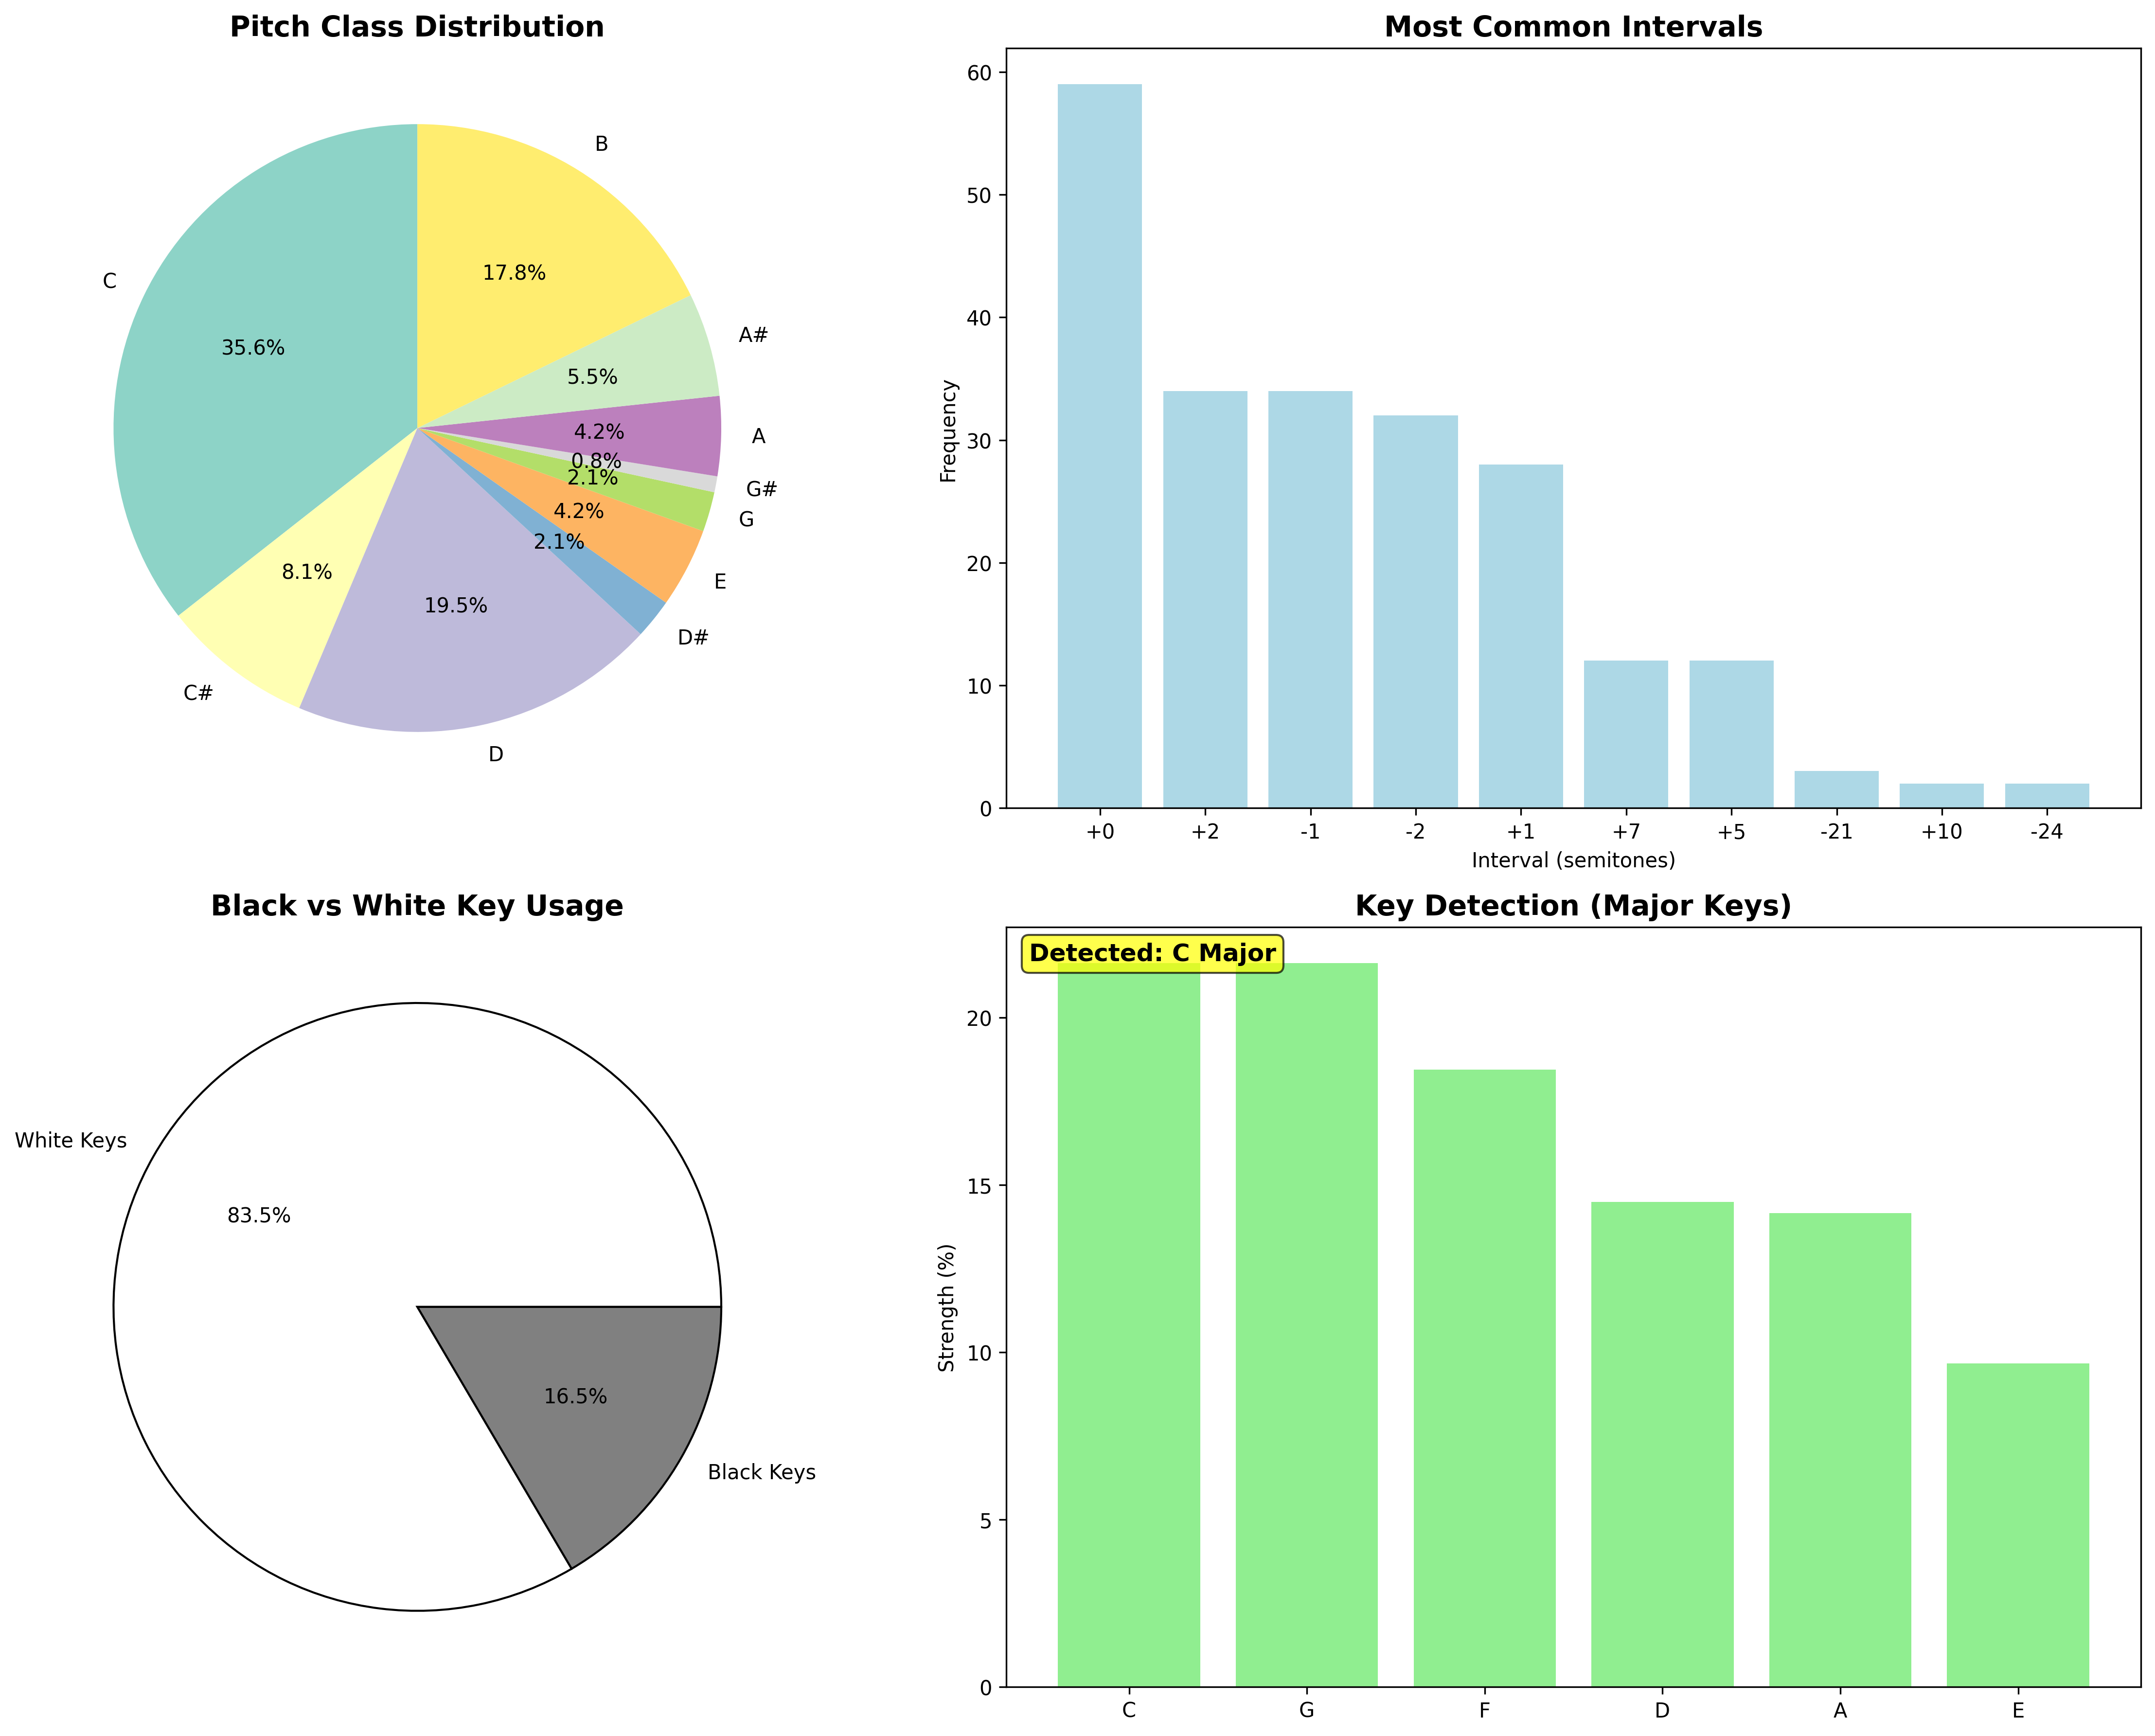 Pitch Class Distribution
B
A#
A
G#
G
E
D#
D
C#
C
17.8%
5.5%
4.2%
0.8%
2.1%
4.2%
2.1%
19.5%
8.1%
35.6%
Most Common Intervals
Frequency
60
50
40
30
20
10
0
+0 +2 -1 -2 +1 +7 +5 -21 +10 -24
Interval (semitones)
Black vs White Key Usage
White Keys
83.5%
16.5%
Black Keys
Key Detection (Major Keys)
Detected: C Major
Strength (%)
20
15
10
5
0
C G F D A E